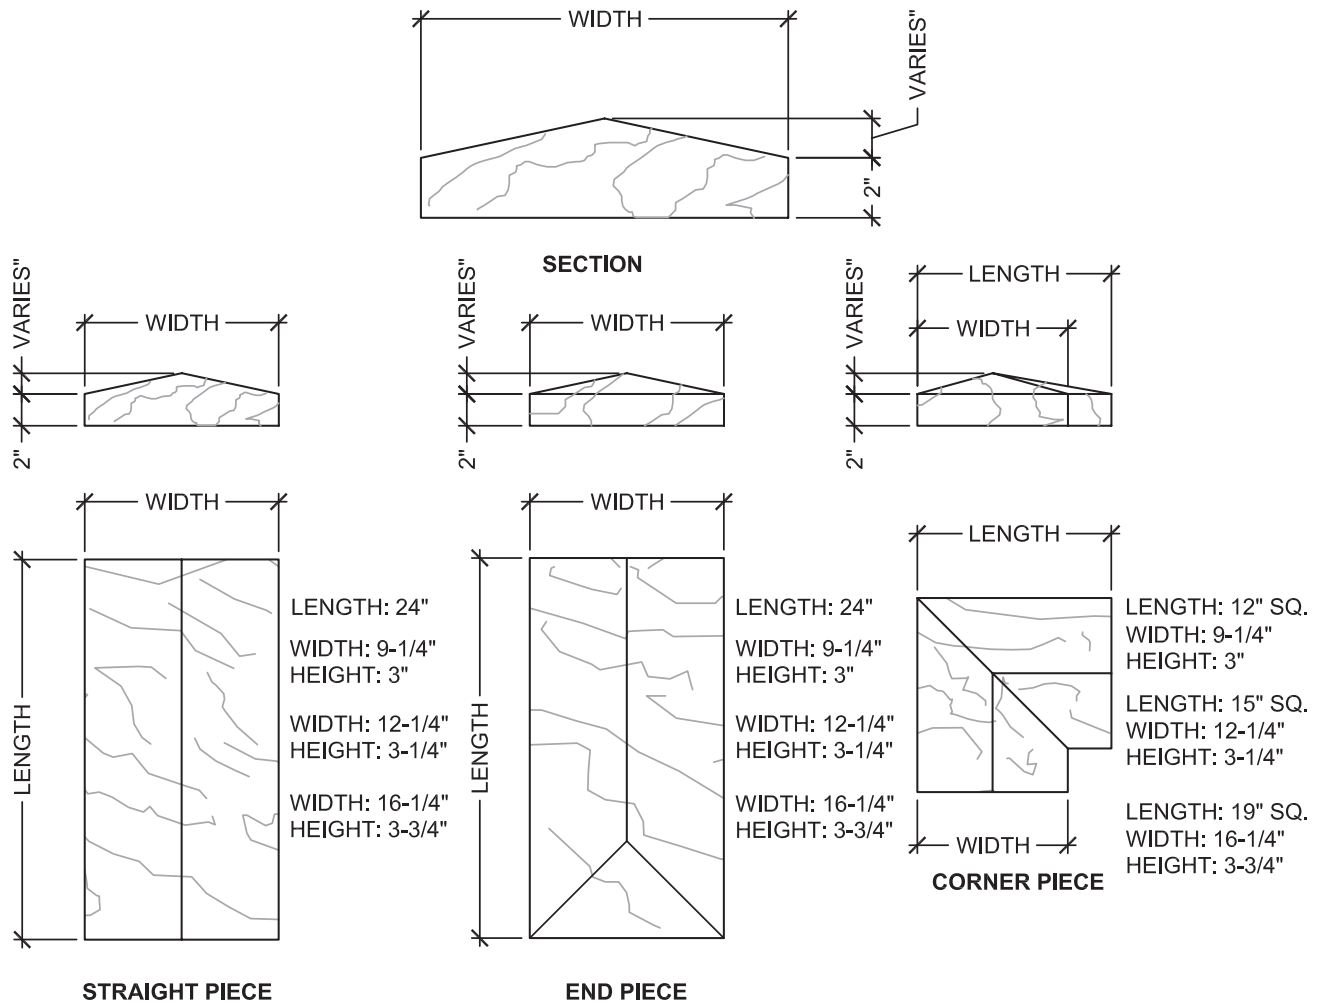 WIDTH
VARIES"
2"
SECTION
VARIES"
WIDTH
2"
VARIES"
WIDTH
2"
LENGTH
VARIES"
WIDTH
2"
WIDTH
LENGTH
LENGTH: 24"
WIDTH: 9-1/4"
HEIGHT: 3"
WIDTH: 12-1/4"
HEIGHT: 3-1/4"
WIDTH: 16-1/4"
HEIGHT: 3-3/4"
STRAIGHT PIECE
WIDTH
LENGTH
LENGTH: 24"
WIDTH: 9-1/4"
HEIGHT: 3"
WIDTH: 12-1/4"
HEIGHT: 3-1/4"
WIDTH: 16-1/4"
HEIGHT: 3-3/4"
END PIECE
LENGTH
LENGTH: 12" SQ.
WIDTH: 9-1/4"
HEIGHT: 3"
LENGTH: 15" SQ.
WIDTH: 12-1/4"
HEIGHT: 3-1/4"
LENGTH: 19" SQ.
WIDTH: 16-1/4"
HEIGHT: 3-3/4"
WIDTH
CORNER PIECE